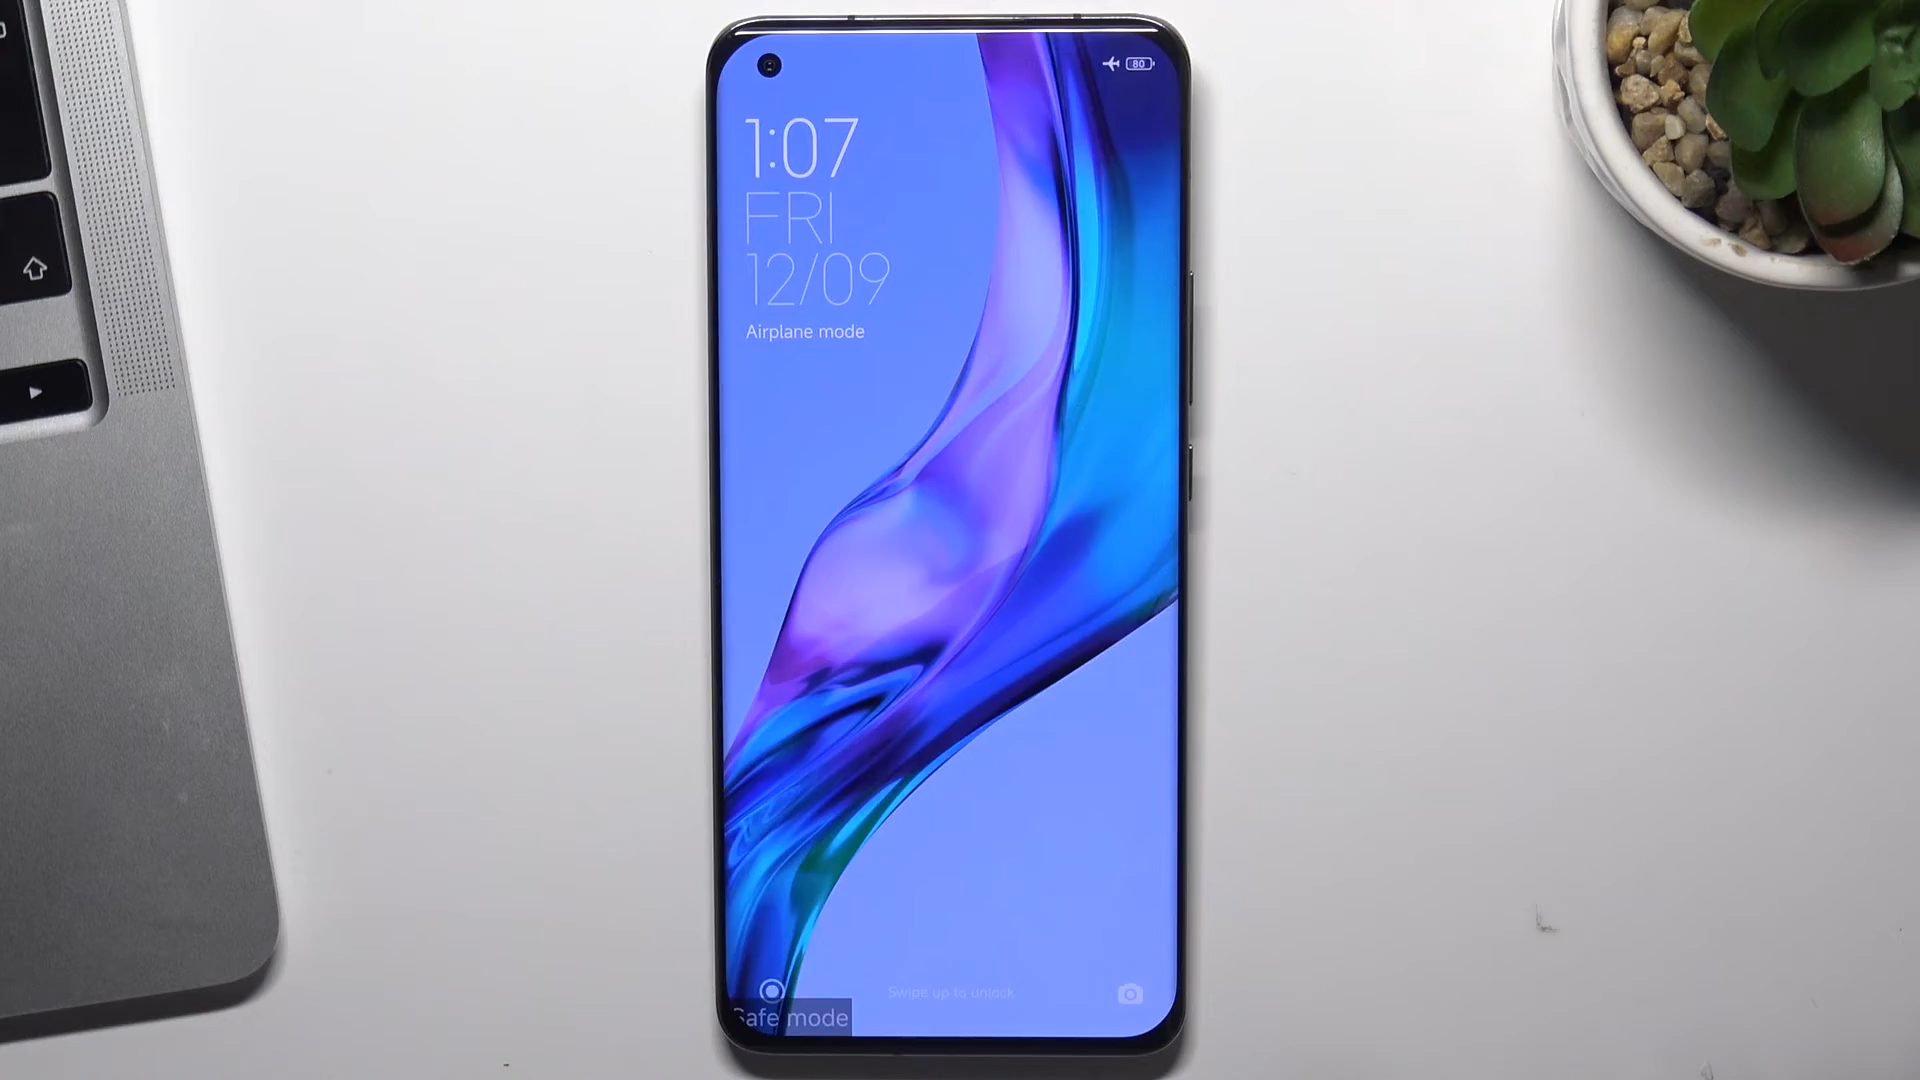 80
1:07
FRI
12/09
Airplane mode
Swipe up to unlock
Safe mode